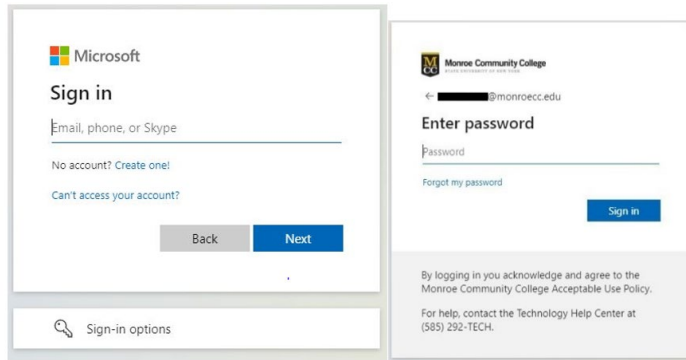 Microsoft
Sign in
Email, phone, or Skype
No account? Create one!
Can't access your account?
Back
Next
Sign-in options
MCC
Monroe Community College
STATE UNIVERSITY OF NEW YORK
← @monroecc.edu
Enter password
Password
Forgot my password
Sign in
By logging in you acknowledge and agree to the
Monroe Community College Acceptable Use Policy.
For help, contact the Technology Help Center at
(585) 292-TECH.